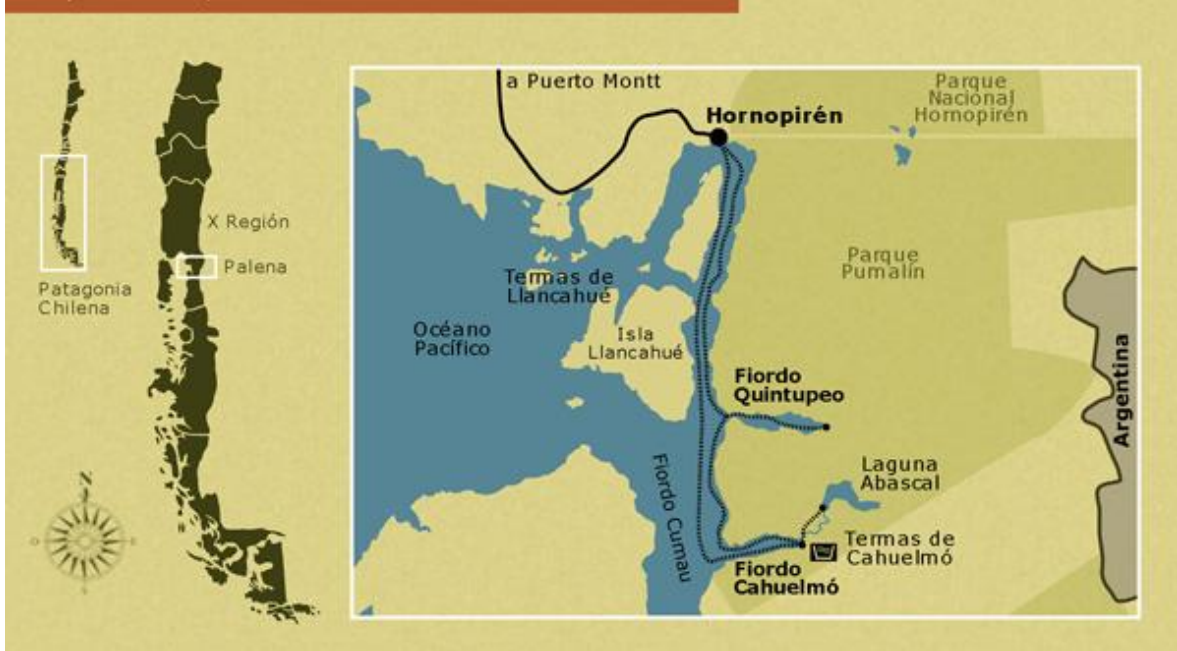 Patagonia
Chilena
X Región
Palena
N
a Puerto Montt
Hornopirén
Parque
Nacional
Hornopirén
Parque
Pumalín
Termas de
Llancahué
Océano
Pacífico
Isla
Llancahué
Fiordo
Quintupeo
Argentina
Fiordo Cumau
Laguna
Abascal
Termas de
Cahuelmó
Fiordo
Cahuelmó